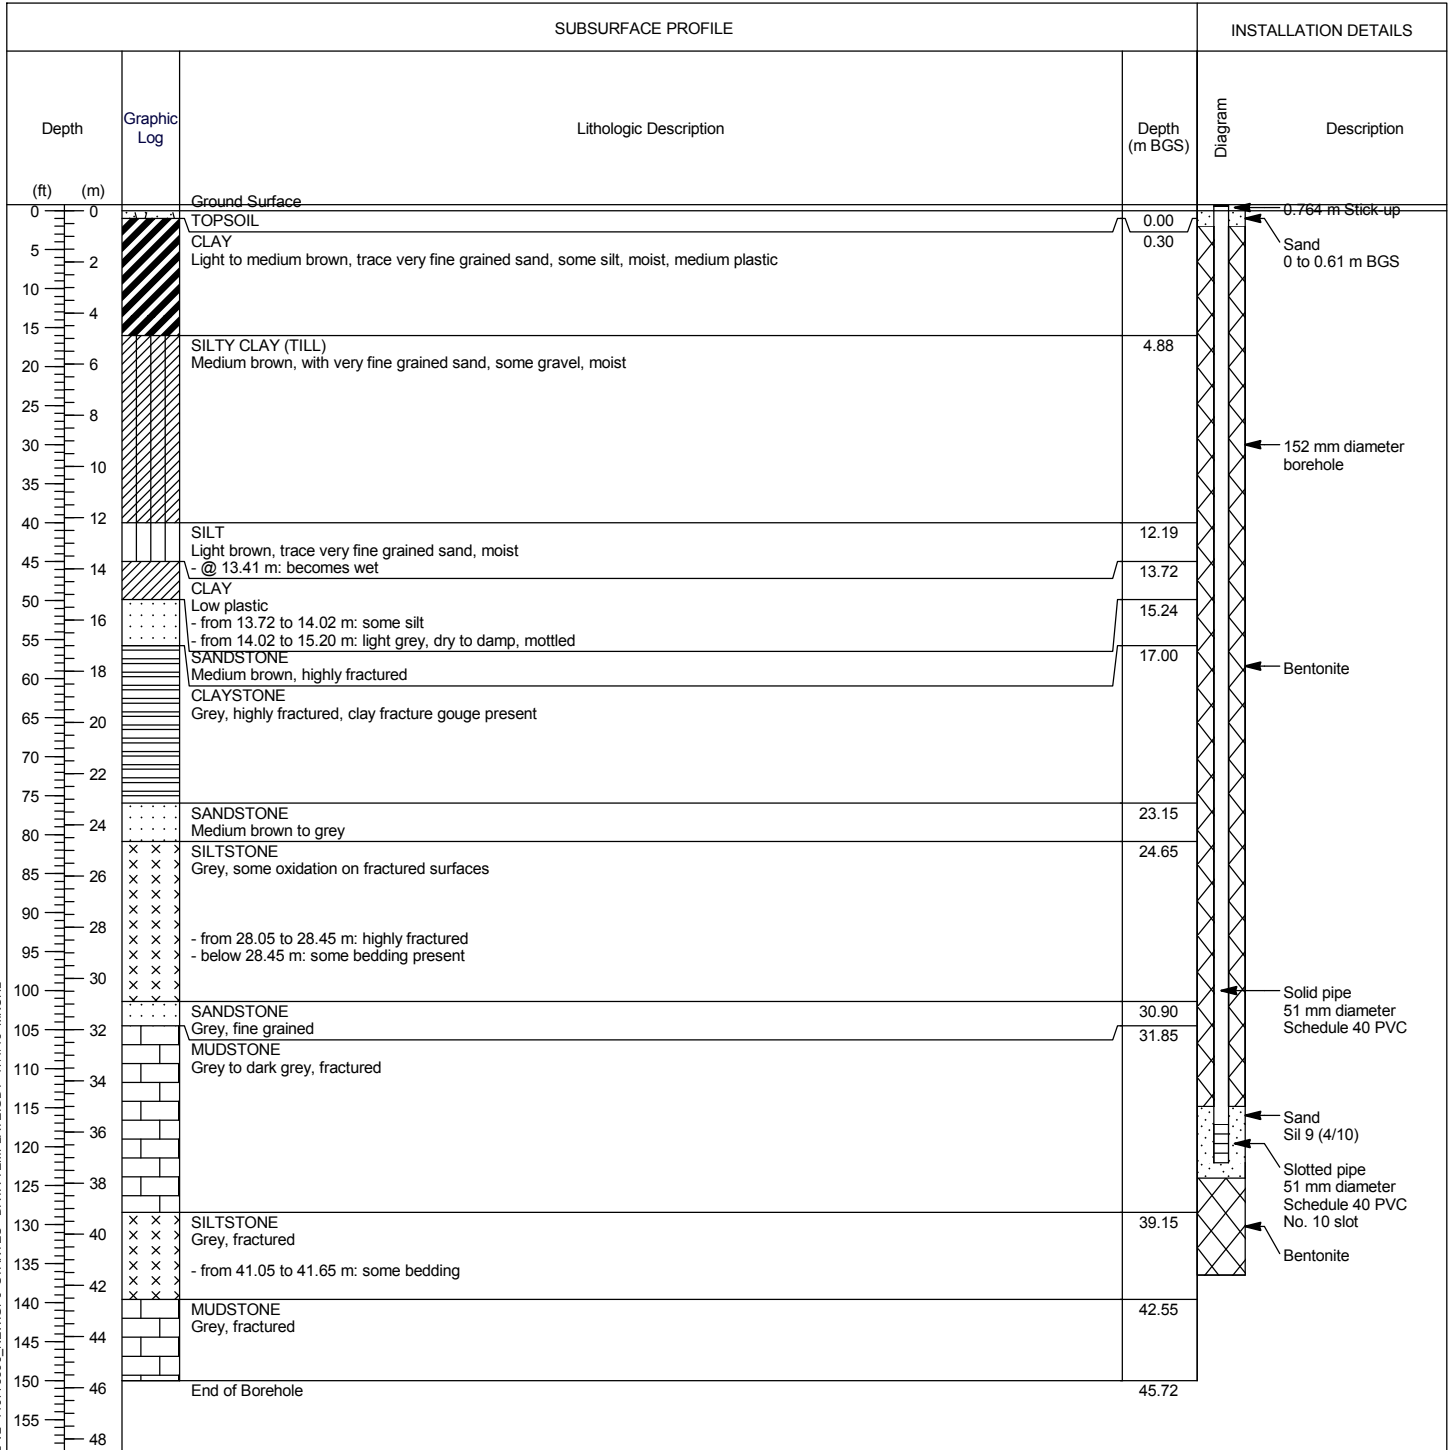 SUBSURFACE PROFILE
INSTALLATION DETAILS
Depth
Graphic
Log
Lithologic Description
Depth
(m BGS)
Diagram
Description
(ft)
(m)
Ground Surface
0
0
TOPSOIL
0.00
0.764 m Stick-up
CLAY
0.30
Light to medium brown, trace very fine grained sand, some silt, moist, medium plastic
Sand
0 to 0.61 m BGS
5
2
10
4
15
SILTY CLAY (TILL)
4.88
Medium brown, with very fine grained sand, some gravel, moist
20
6
25
8
30
152 mm diameter
borehole
10
35
12
40
SILT
12.19
Light brown, trace very fine grained sand, moist
- @ 13.41 m: becomes wet
45
14
13.72
CLAY
Low plastic
- from 13.72 to 14.02 m: some silt
- from 14.02 to 15.20 m: light grey, dry to damp, mottled
50
16
15.24
55
SANDSTONE
17.00
Medium brown, highly fractured
Bentonite
18
60
CLAYSTONE
Grey, highly fractured, clay fracture gouge present
65
20
70
22
75
SANDSTONE
23.15
Medium brown to grey
24
80
SILTSTONE
24.65
Grey, some oxidation on fractured surfaces
85
26
90
28
- from 28.05 to 28.45 m: highly fractured
- below 28.45 m: some bedding present
95
30
100
Solid pipe
51 mm diameter
Schedule 40 PVC
SANDSTONE
30.90
Grey, fine grained
105
32
31.85
MUDSTONE
Grey to dark grey, fractured
110
34
115
Sand
Sil 9 (4/10)
36
120
Slotted pipe
51 mm diameter
Schedule 40 PVC
No. 10 slot
125
38
SILTSTONE
39.15
Grey, fractured
130
40
Bentonite
- from 41.05 to 41.65 m: some bedding
135
42
140
MUDSTONE
42.55
Grey, fractured
44
145
150
46
End of Borehole
45.72
155
48